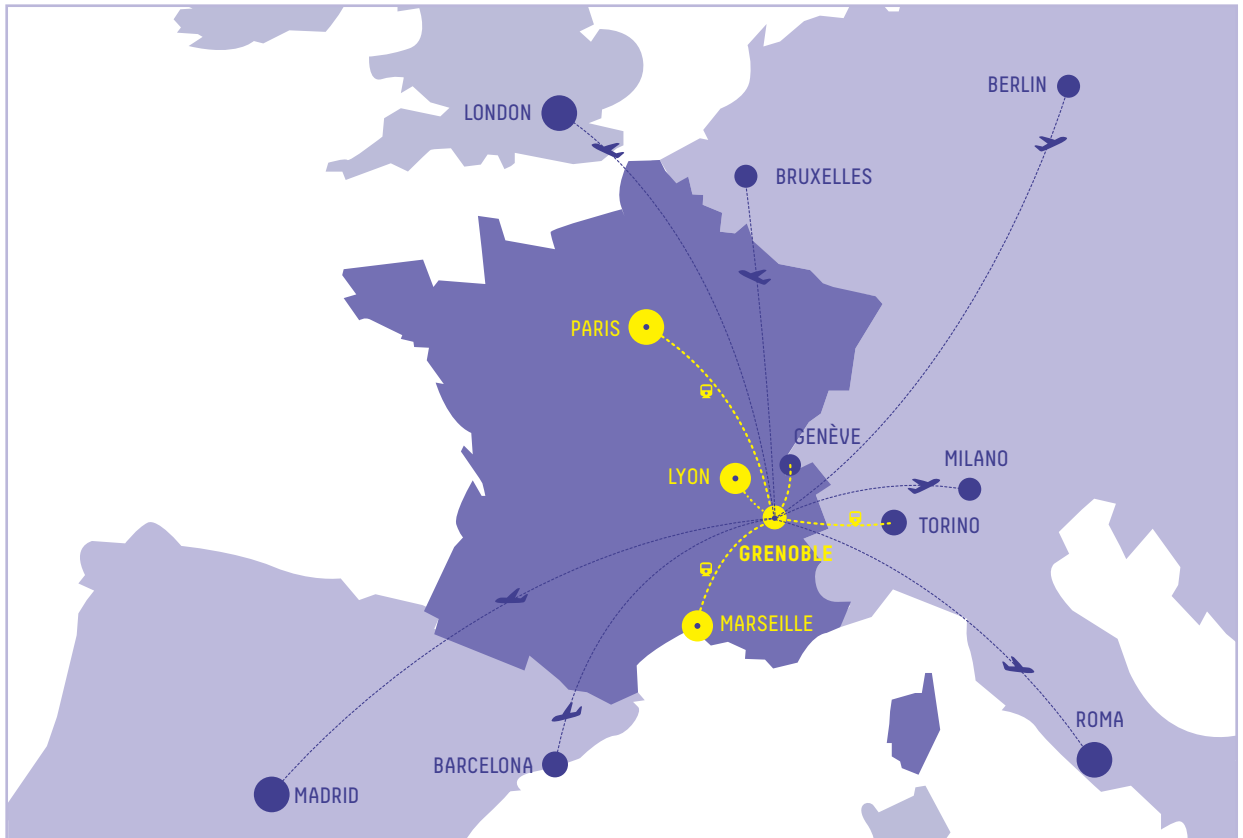 BERLIN
LONDON
BRUXELLES
PARIS
GENÈVE
MILANO
LYON
TORINO
GRENOBLE
MARSEILLE
ROMA
BARCELONA
MADRID